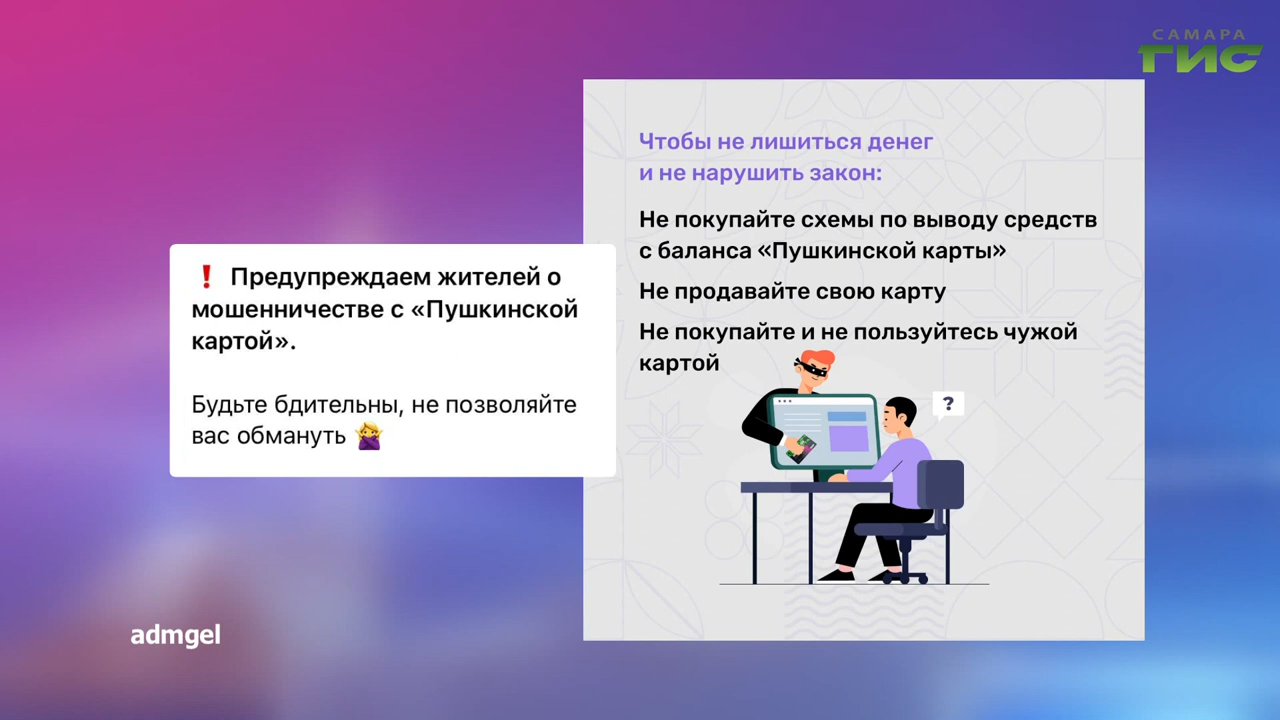 САМАРА
ГИС
❗ Предупреждаем жителей о
мошенничестве с «Пушкинской
картой».
Будьте бдительны, не позволяйте
вас обмануть 🙅‍♀️
Чтобы не лишиться денег
и не нарушить закон:
Не покупайте схемы по выводу средств
с баланса «Пушкинской карты»
Не продавайте свою карту
Не покупайте и не пользуйтесь чужой
картой
?
admgel